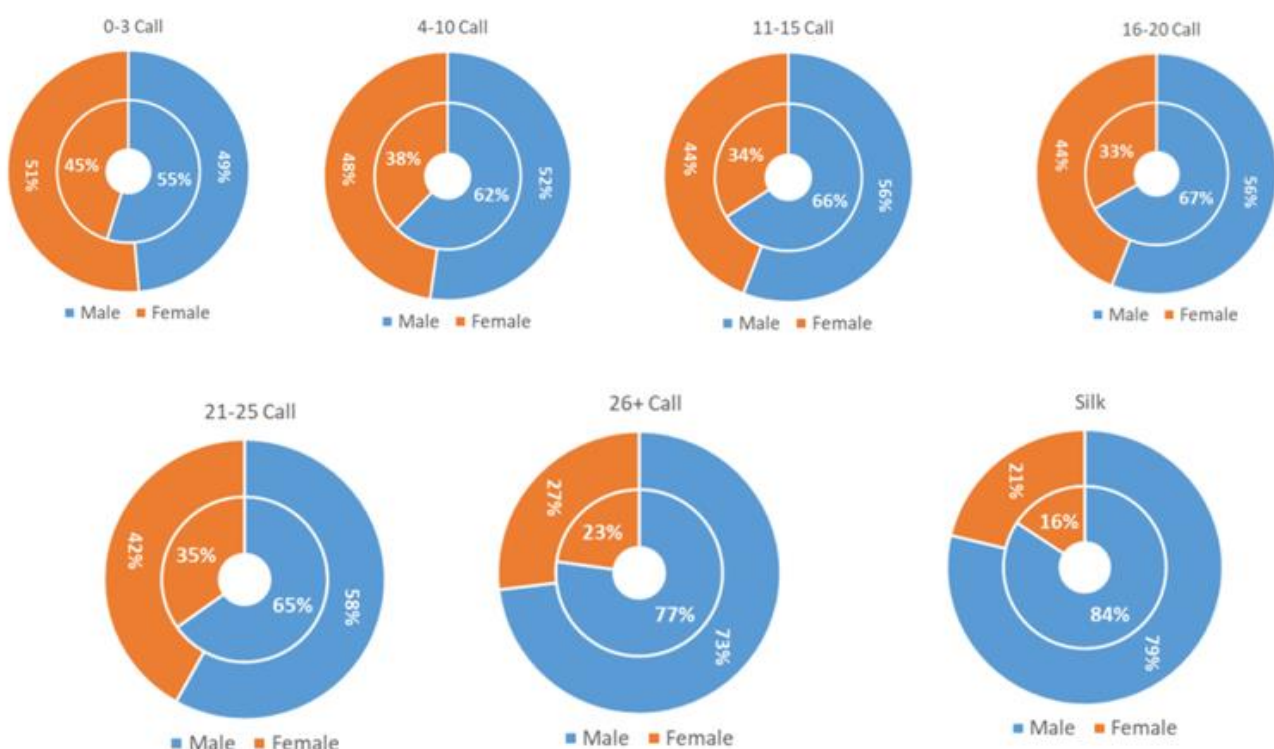 0-3 Call
4-10 Call
11-15 Call
16-20 Call
51%
45%
55%
49%
48%
38%
62%
52%
44%
34%
66%
56%
44%
33%
67%
56%
Male Female
Male Female
Male Female
Male Female
21-25 Call
26+ Call
Silk
42%
35%
65%
58%
27%
23%
77%
73%
21%
16%
84%
79%
Male Female
Male Female
Male Female